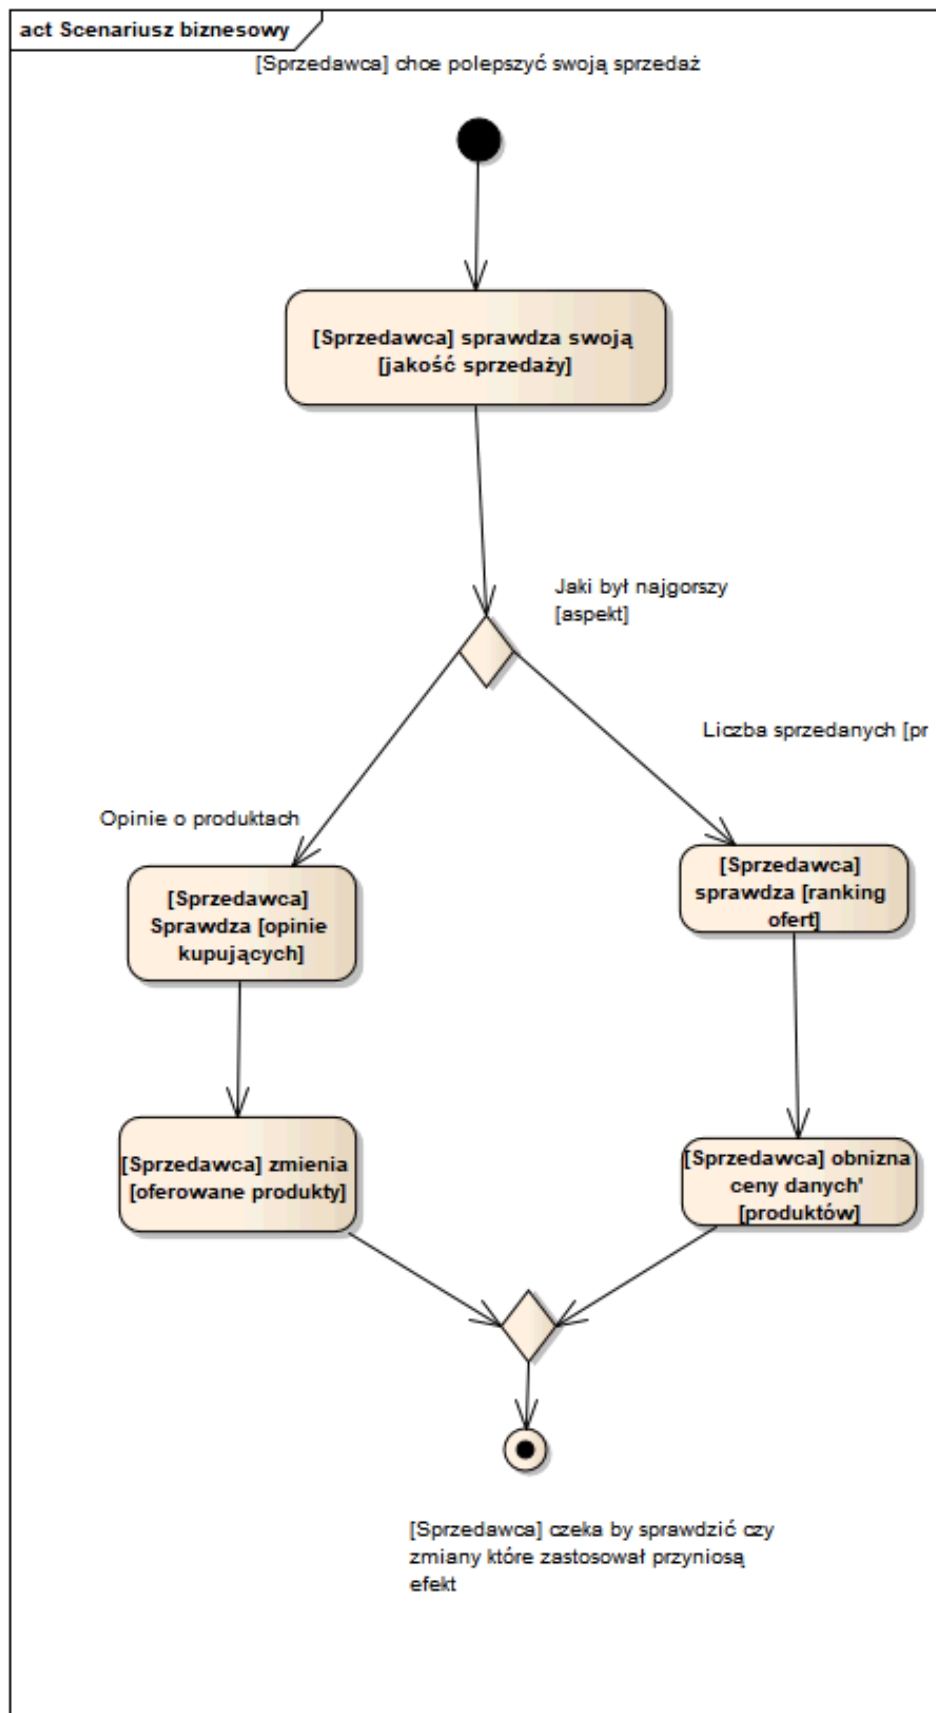 act Scenariusz biznesowy
[Sprzedawca] chce polepszyć swoją sprzedaż
[Sprzedawca] sprawdza swoją
[jakość sprzedaży]
Jaki był najgorszy
[aspekt]
Liczba sprzedanych [pr
Opinie o produktach
[Sprzedawca]
Sprawdza [opinie
kupujących]
[Sprzedawca]
sprawdza [ranking
ofert]
[Sprzedawca] zmienia
[oferowane produkty]
[Sprzedawca] obnizna
ceny danych'
[produktów]
[Sprzedawca] czeka by sprawdzić czy
zmiany które zastosował przyniosą
efekt